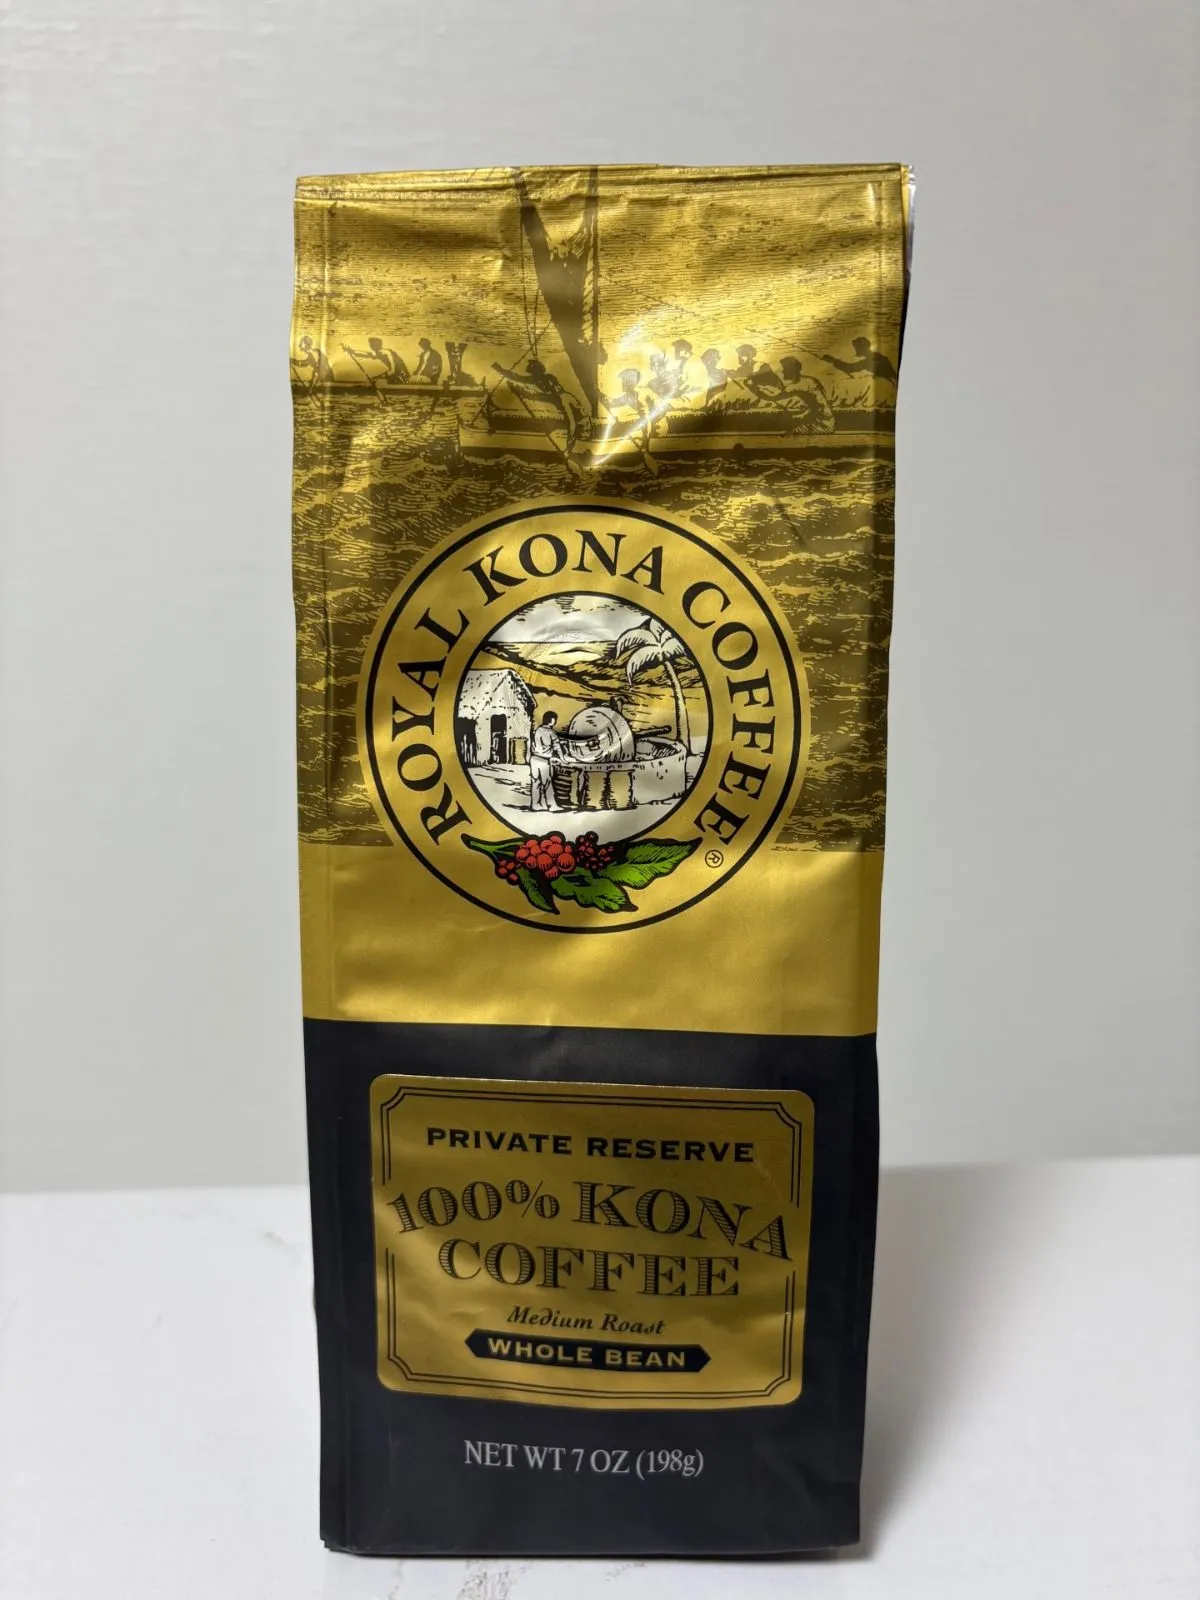 ROYAL KONA COFFEE
®
PRIVATE RESERVE
100% KONA
COFFEE
Medium Roast
WHOLE BEAN
NET WT 7 OZ (198g)